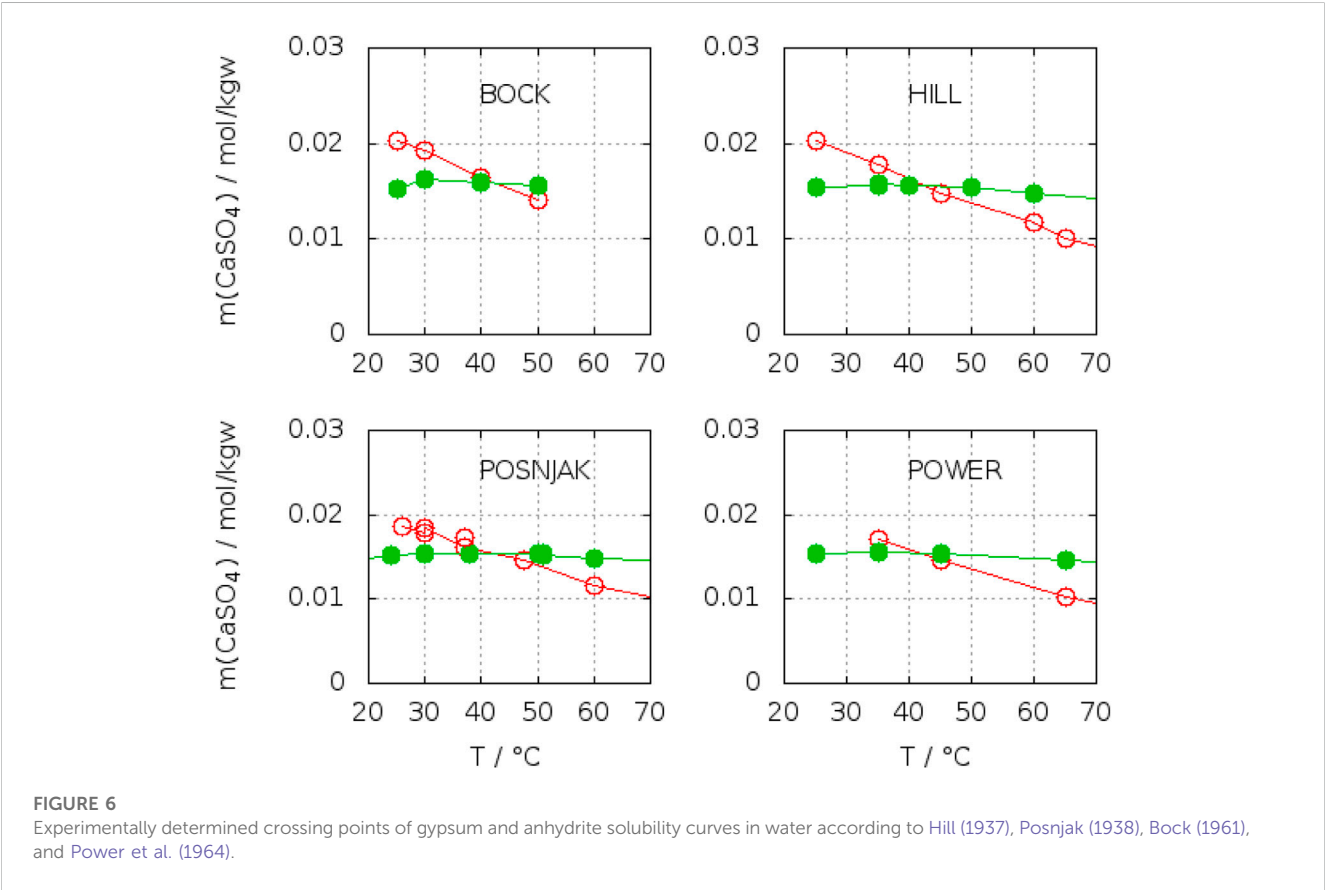 0.03
0.02
0.01
0
m(CaSO4) / mol/kgw
BOCK
20 30 40 50 60 70
0.03
0.02
0.01
0
HILL
20 30 40 50 60 70
0.03
0.02
0.01
0
m(CaSO4) / mol/kgw
POSNJAK
20 30 40 50 60 70
T / °C
0.03
0.02
0.01
0
POWER
20 30 40 50 60 70
T / °C
FIGURE 6
Experimentally determined crossing points of gypsum and anhydrite solubility curves in water according to Hill (1937), Posnjak (1938), Bock (1961),
and Power et al. (1964).